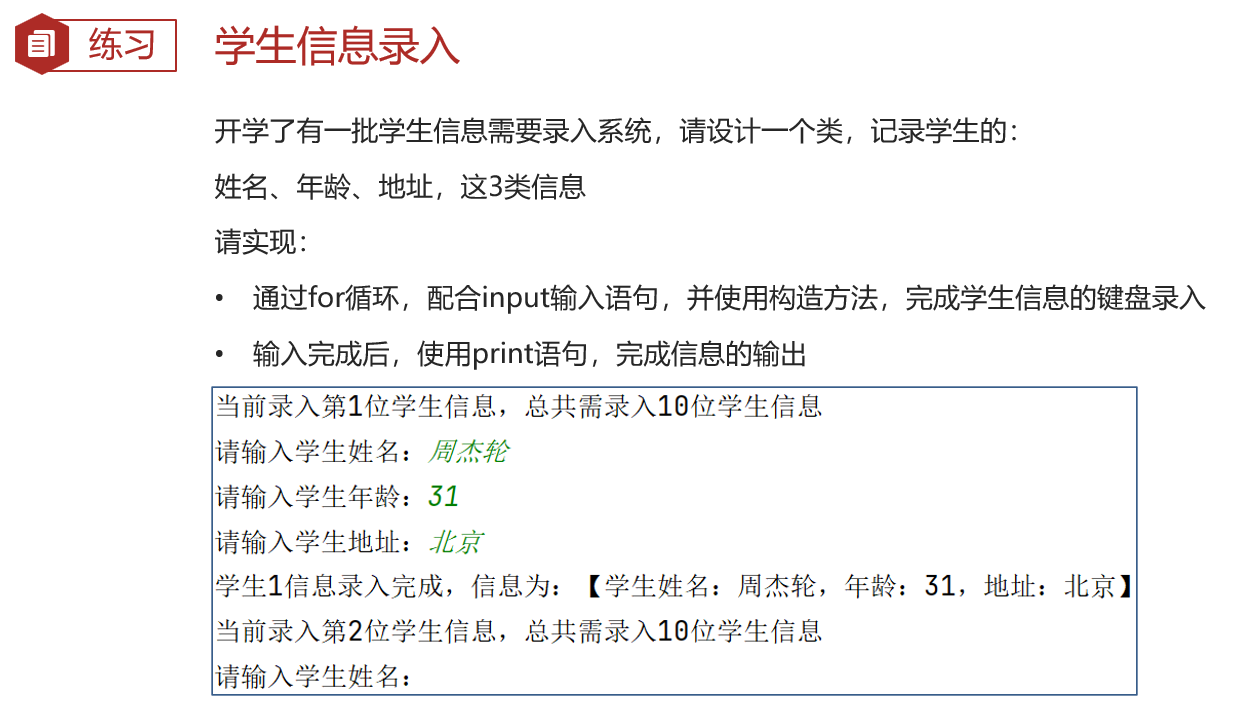 练习
学生信息录入
开学了有一批学生信息需要录入系统，请设计一个类，记录学生的：
姓名、年龄、地址，这3类信息
请实现：
• 通过for循环，配合input输入语句，并使用构造方法，完成学生信息的键盘录入
• 输入完成后，使用print语句，完成信息的输出
当前录入第1位学生信息，总共需录入10位学生信息
请输入学生姓名：周杰轮
请输入学生年龄：31
请输入学生地址：北京
学生1信息录入完成，信息为：【学生姓名：周杰轮，年龄：31，地址：北京】
当前录入第2位学生信息，总共需录入10位学生信息
请输入学生姓名：